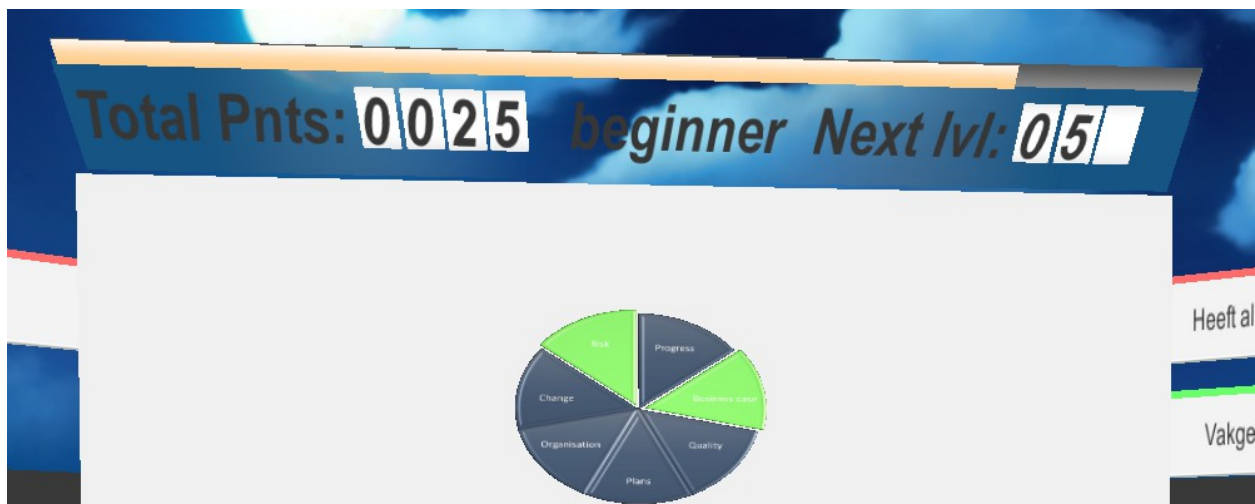 Total Pnts: 0025 beginner Next lvl: 05
Heeft al
Risk
Progress
Change
Business case
Vakge
Organisation
Quality
Plans